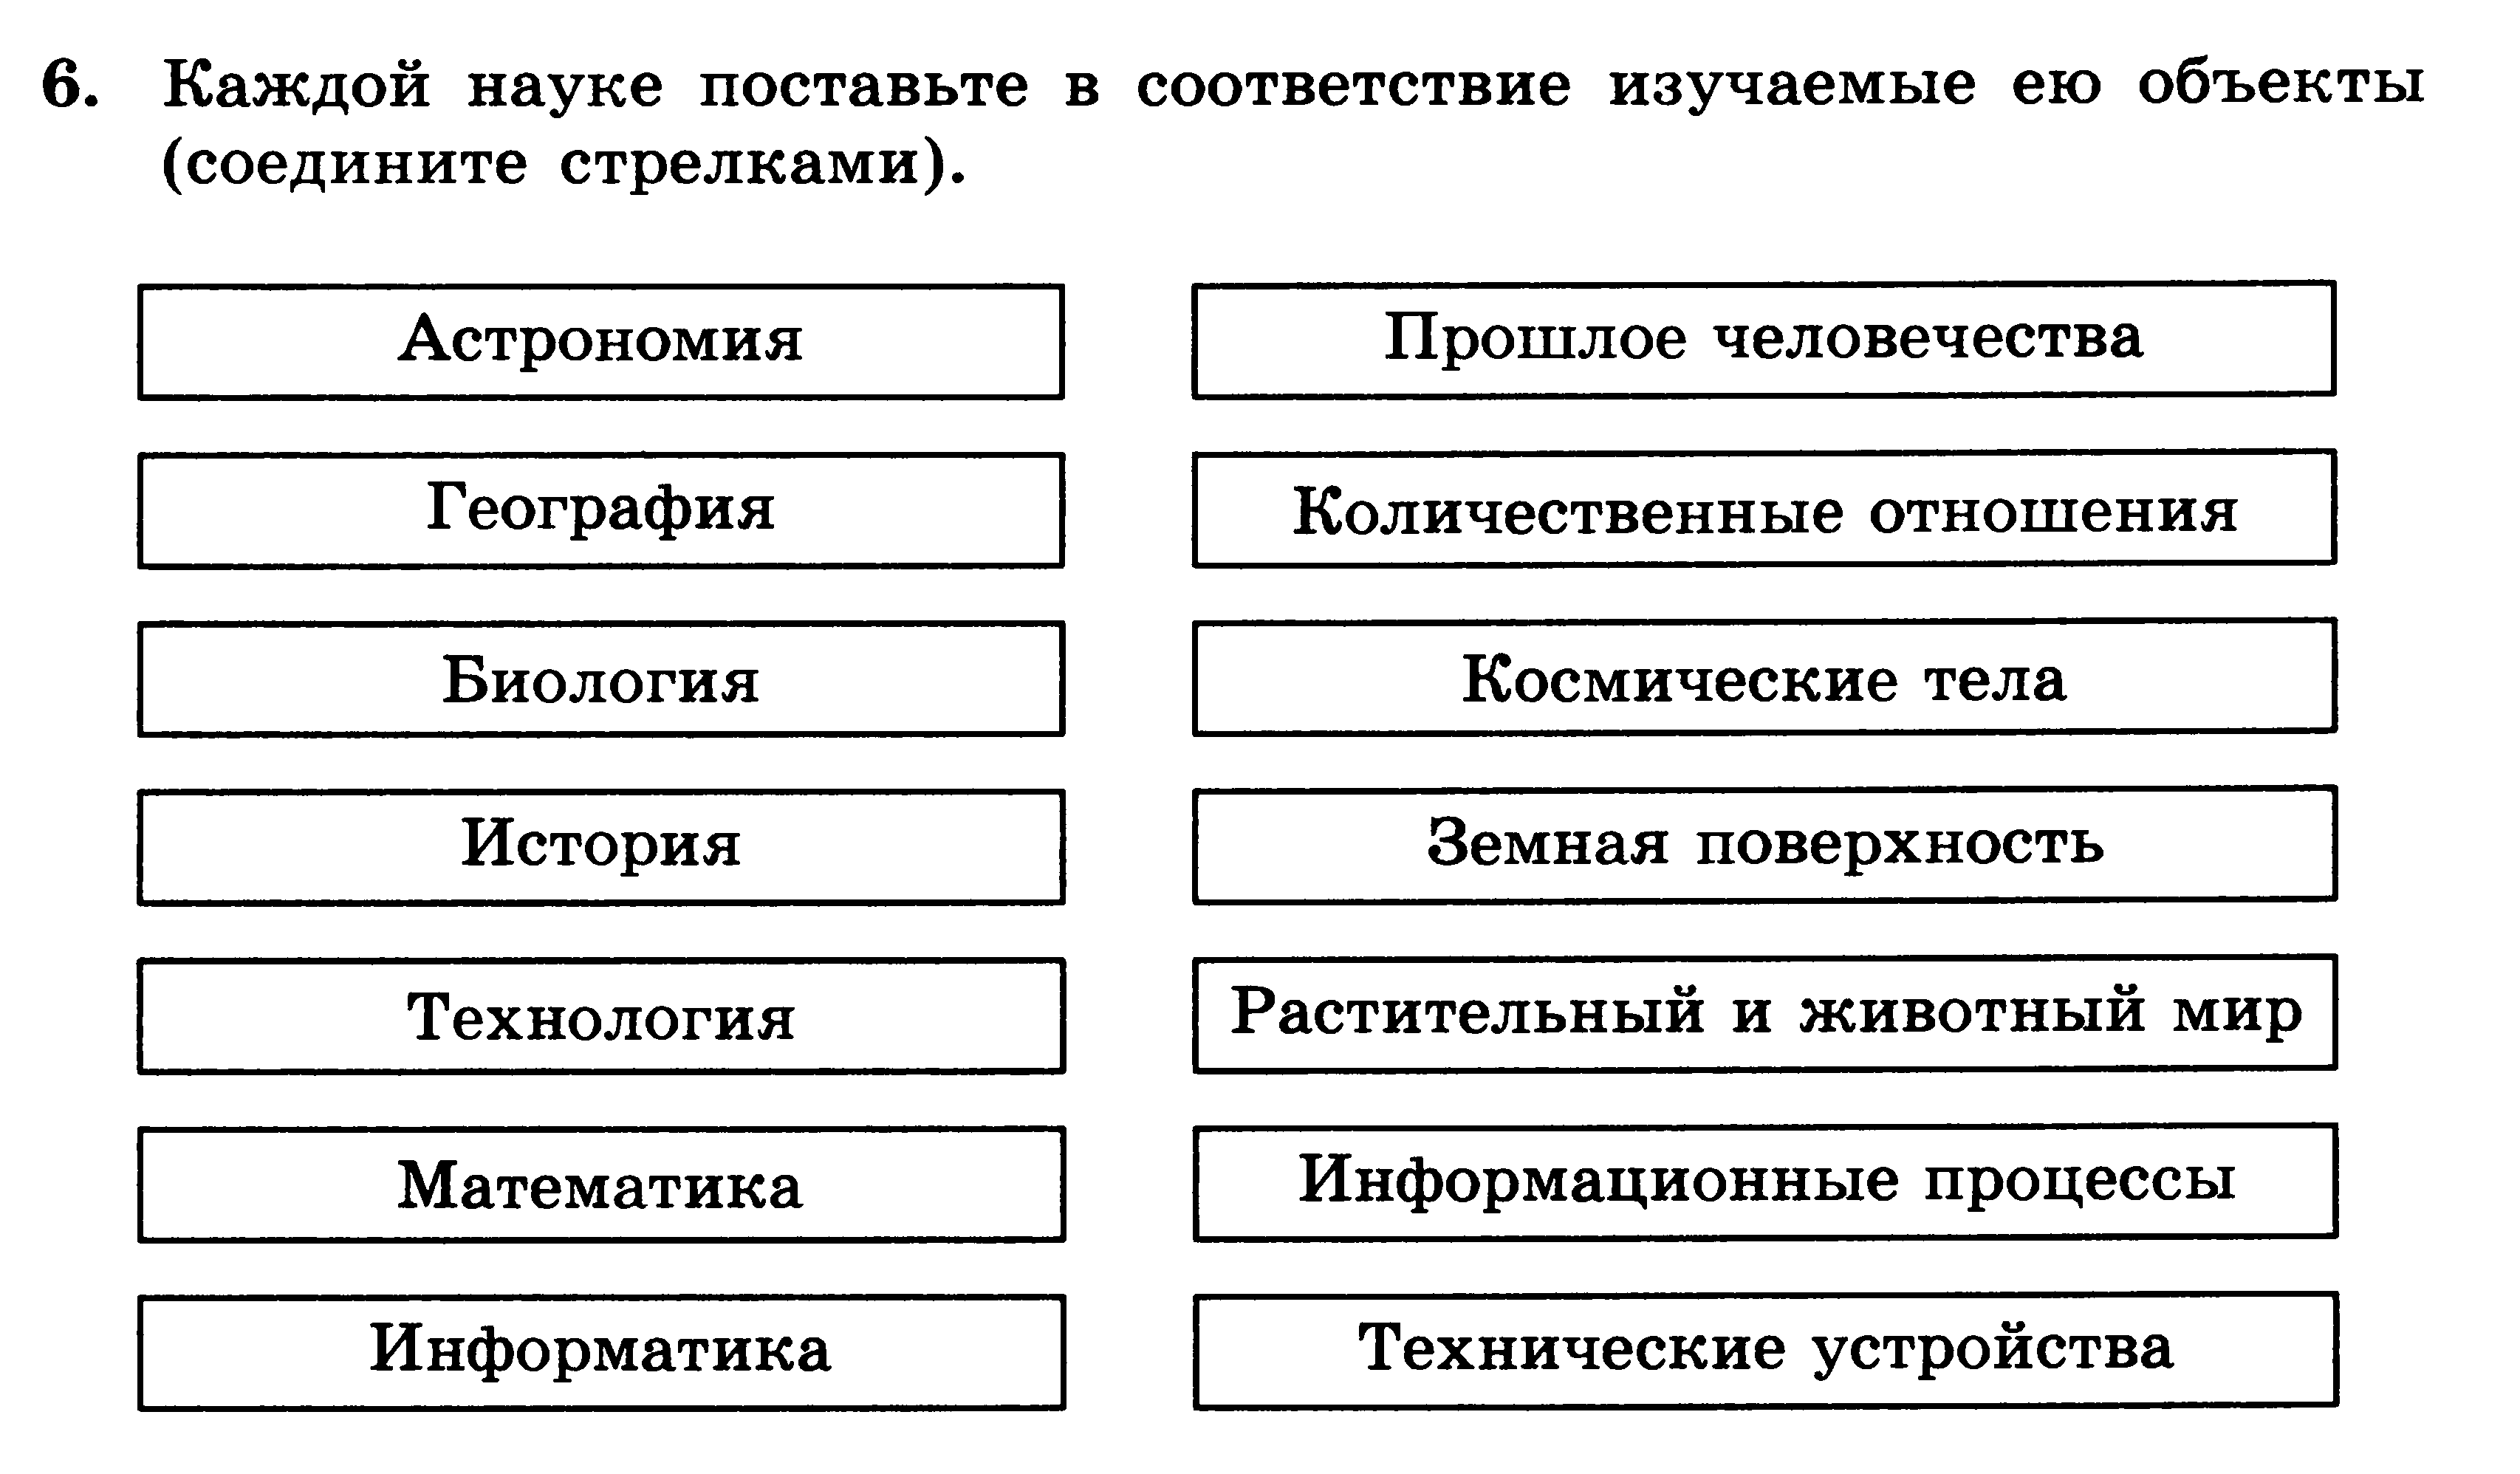 6. Каждой науке поставьте в соответствие изучаемые ею объекты
(соедините стрелками).
Астрономия
Прошлое человечества
География
Количественные отношения
Биология
Космические тела
История
Земная поверхность
Технология
Растительный и животный мир
Математика
Информационные процессы
Информатика
Технические устройства